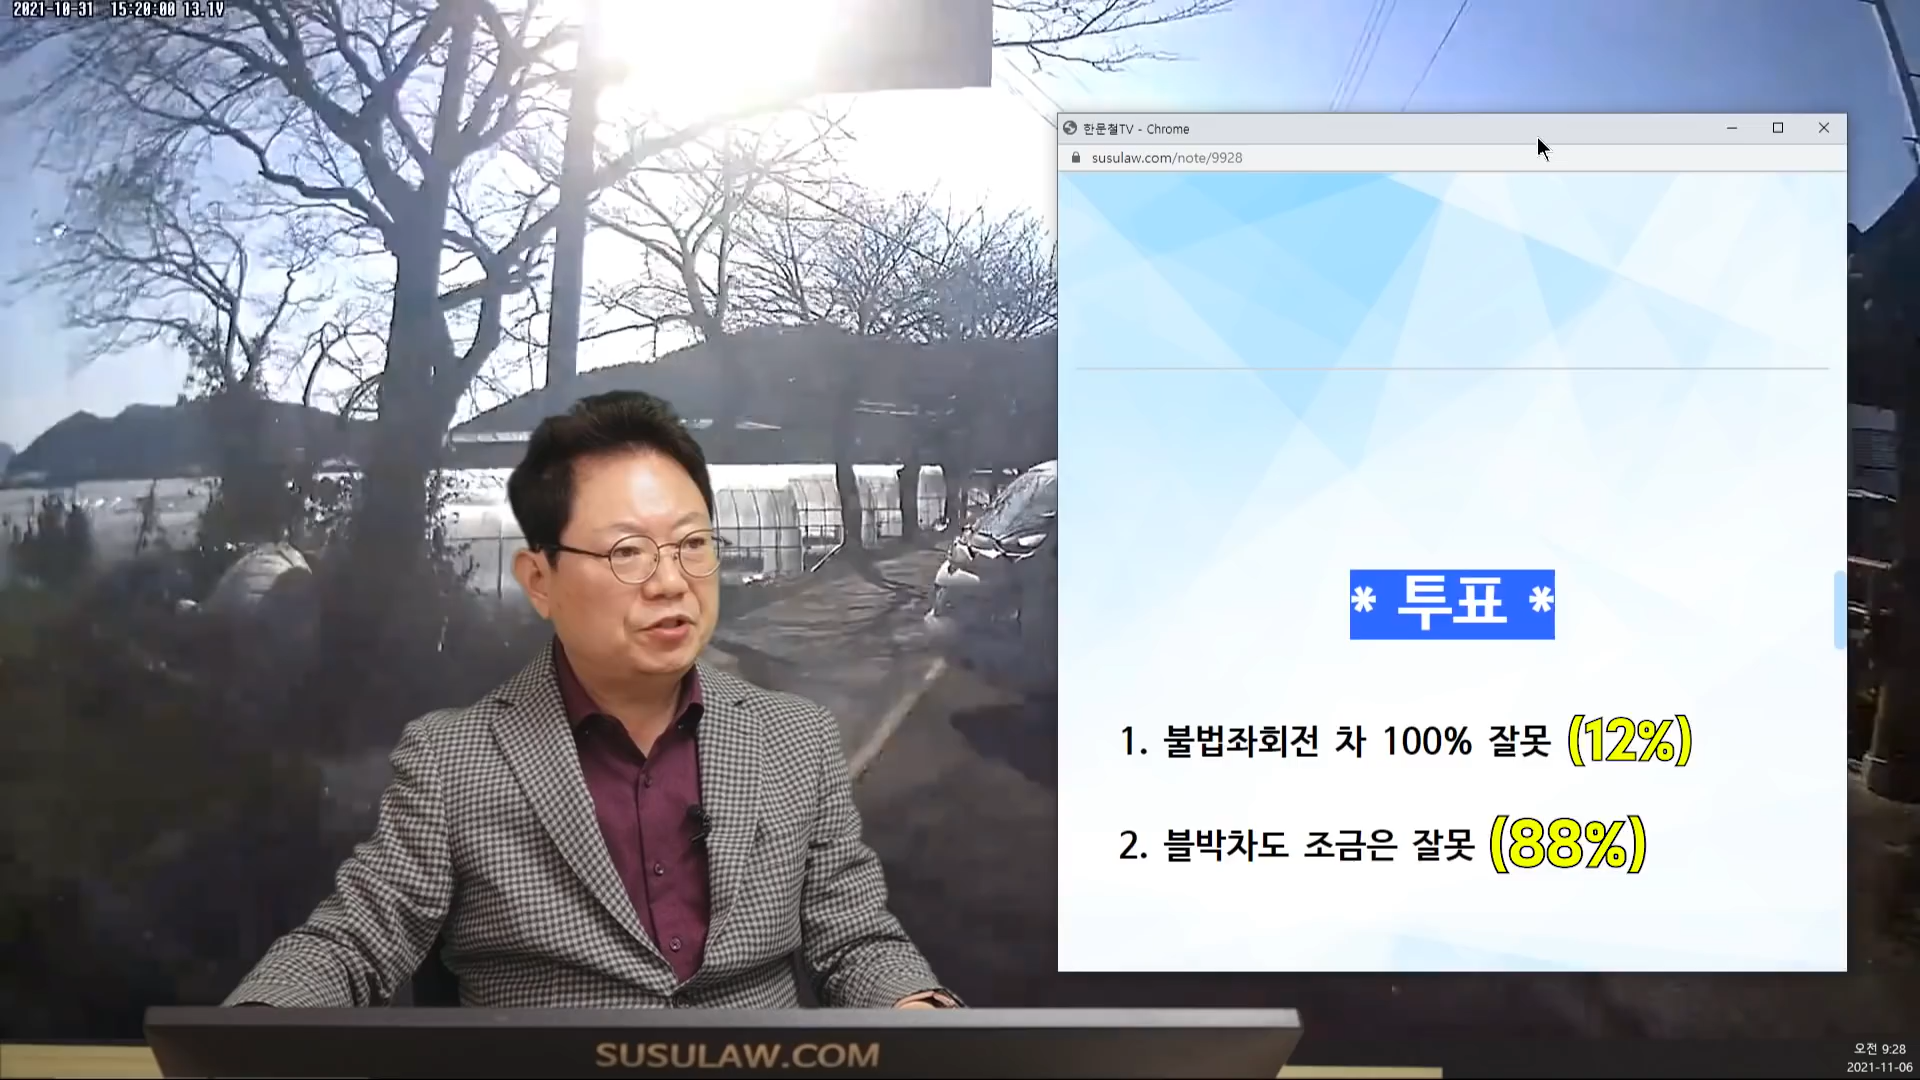 2021-10-31 15:20:00 13.1V
한문철TV - Chrome
susulaw.com/note/9928
* 투표 *
1. 불법좌회전 차 100% 잘못 (12%)
2. 블박차도 조금은 잘못 (88%)
SUSULAW.COM
오전 9:28
2021-11-06